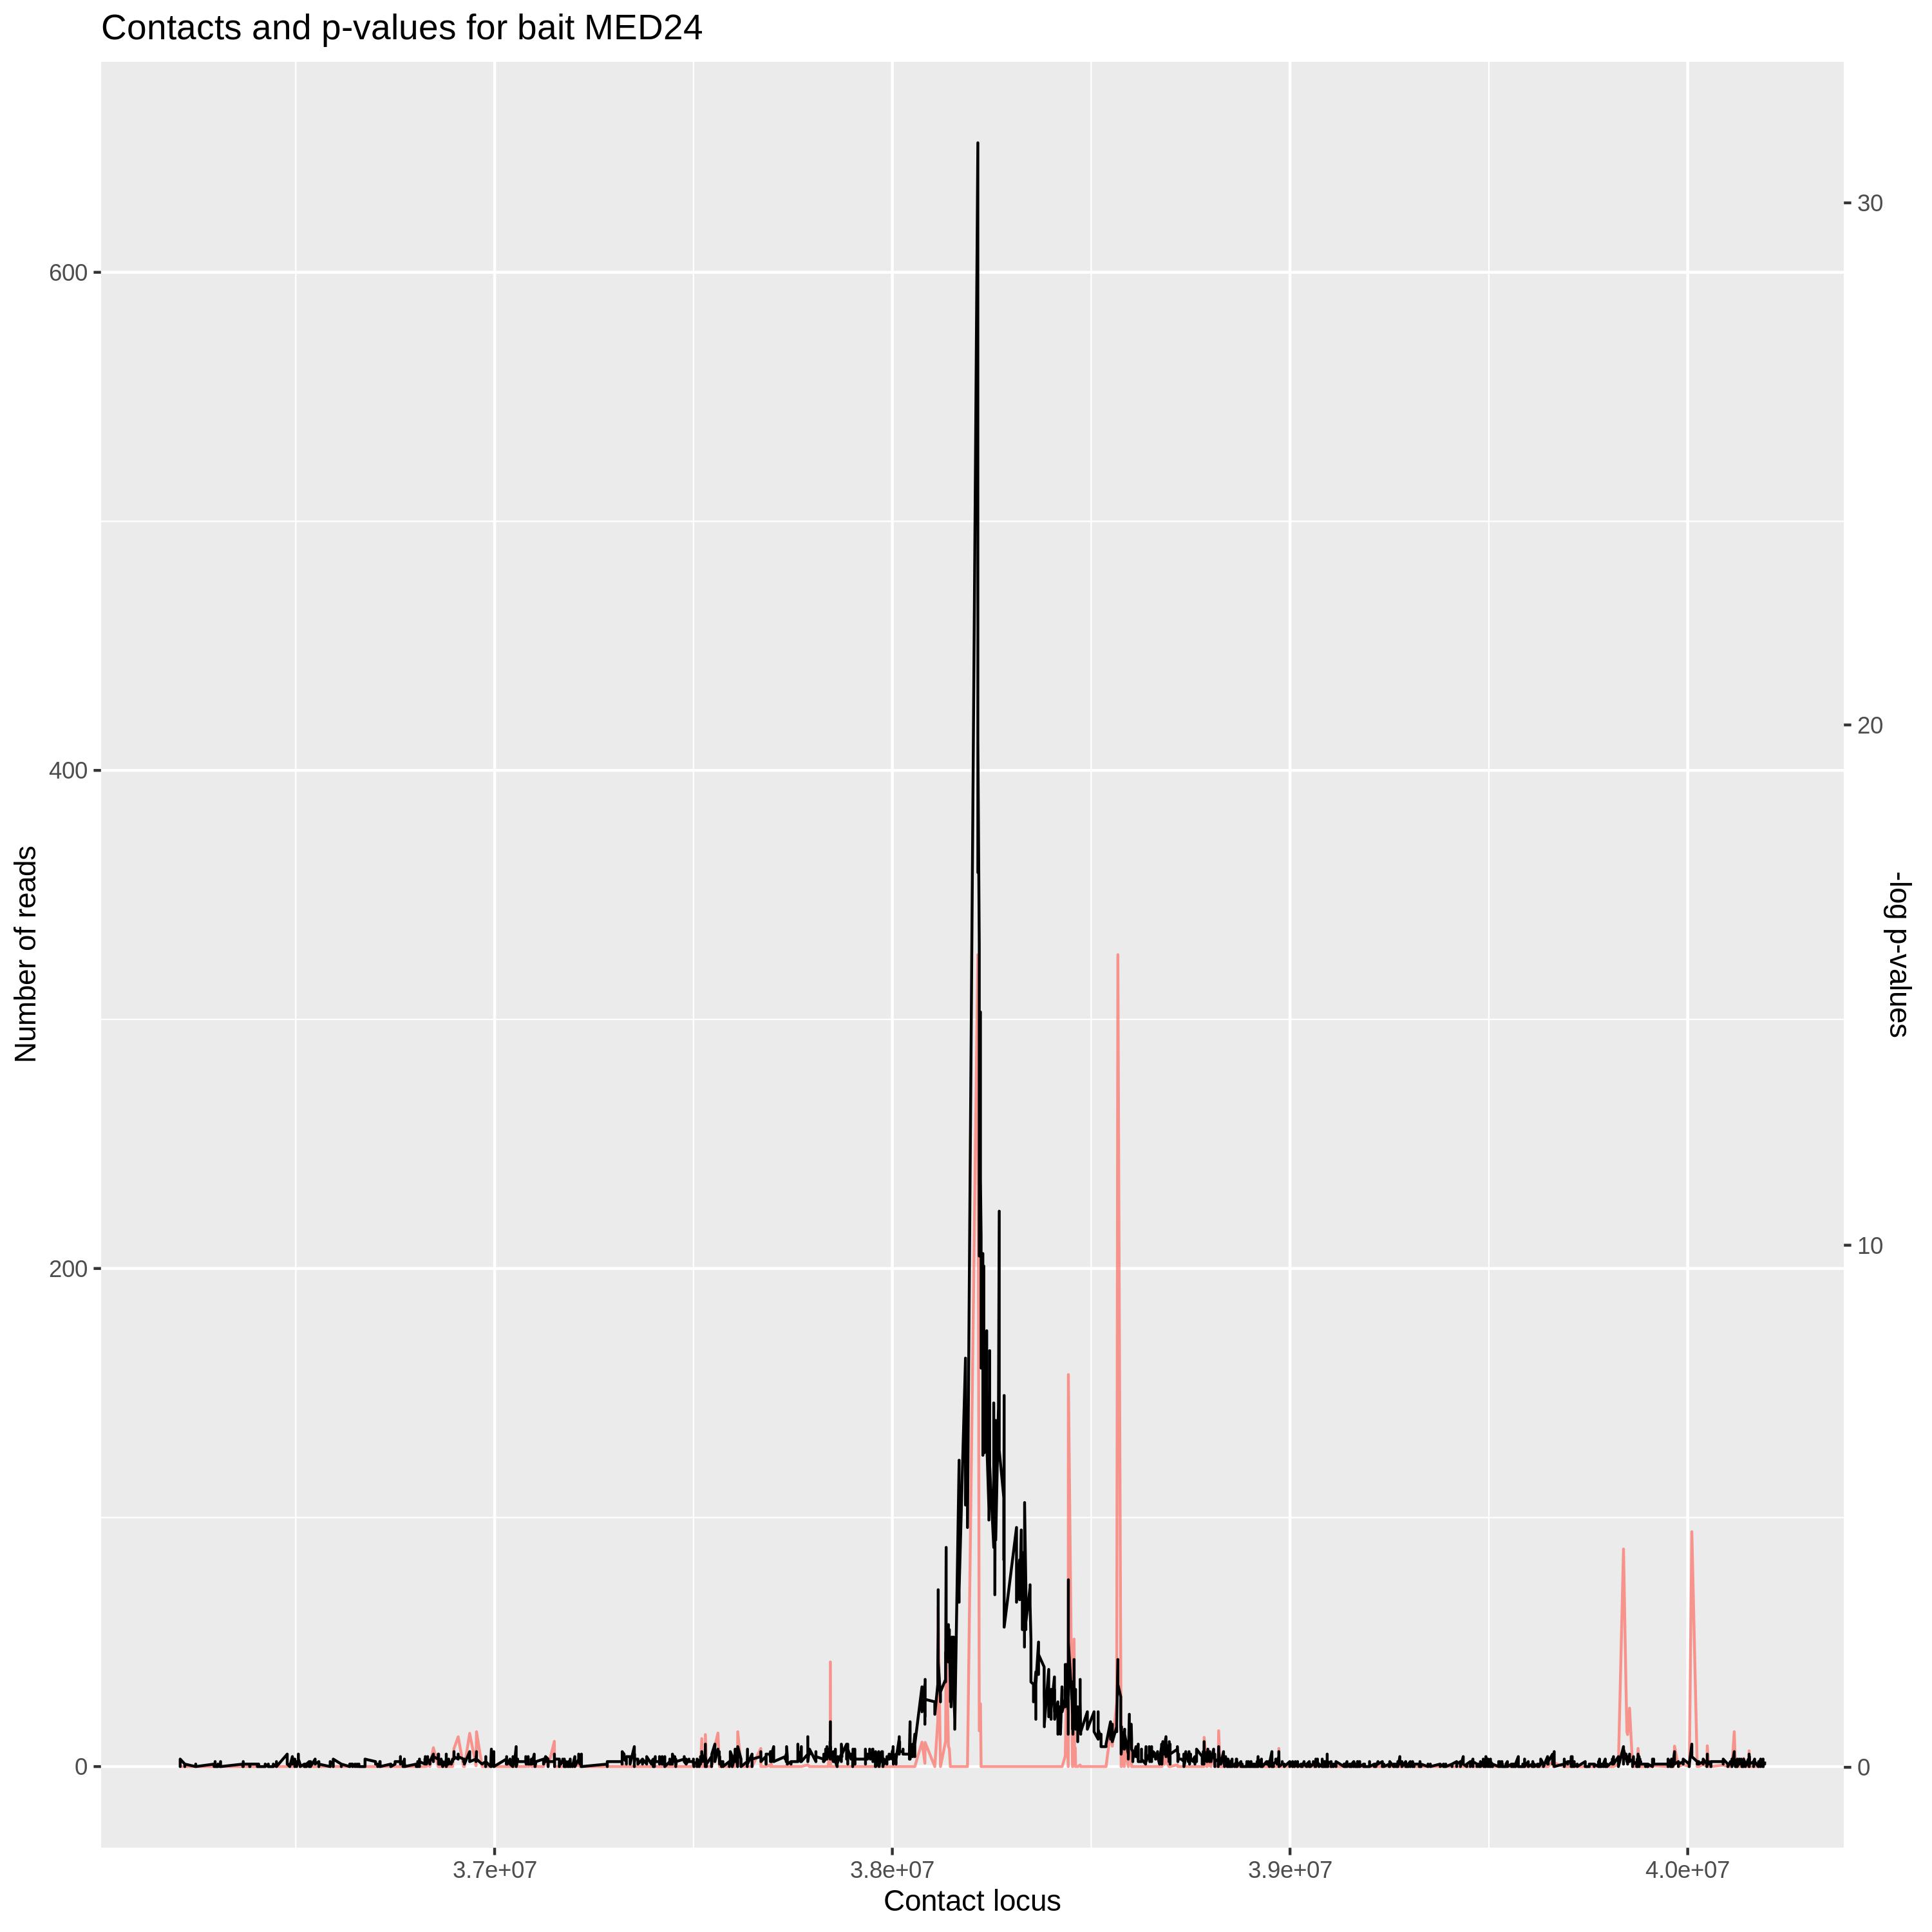 Contacts and p-values for bait MED24
600
400
200
0
30
20
10
0
Number of reads
-log p-values
3.7e+07
3.8e+07
3.9e+07
4.0e+07
Contact locus